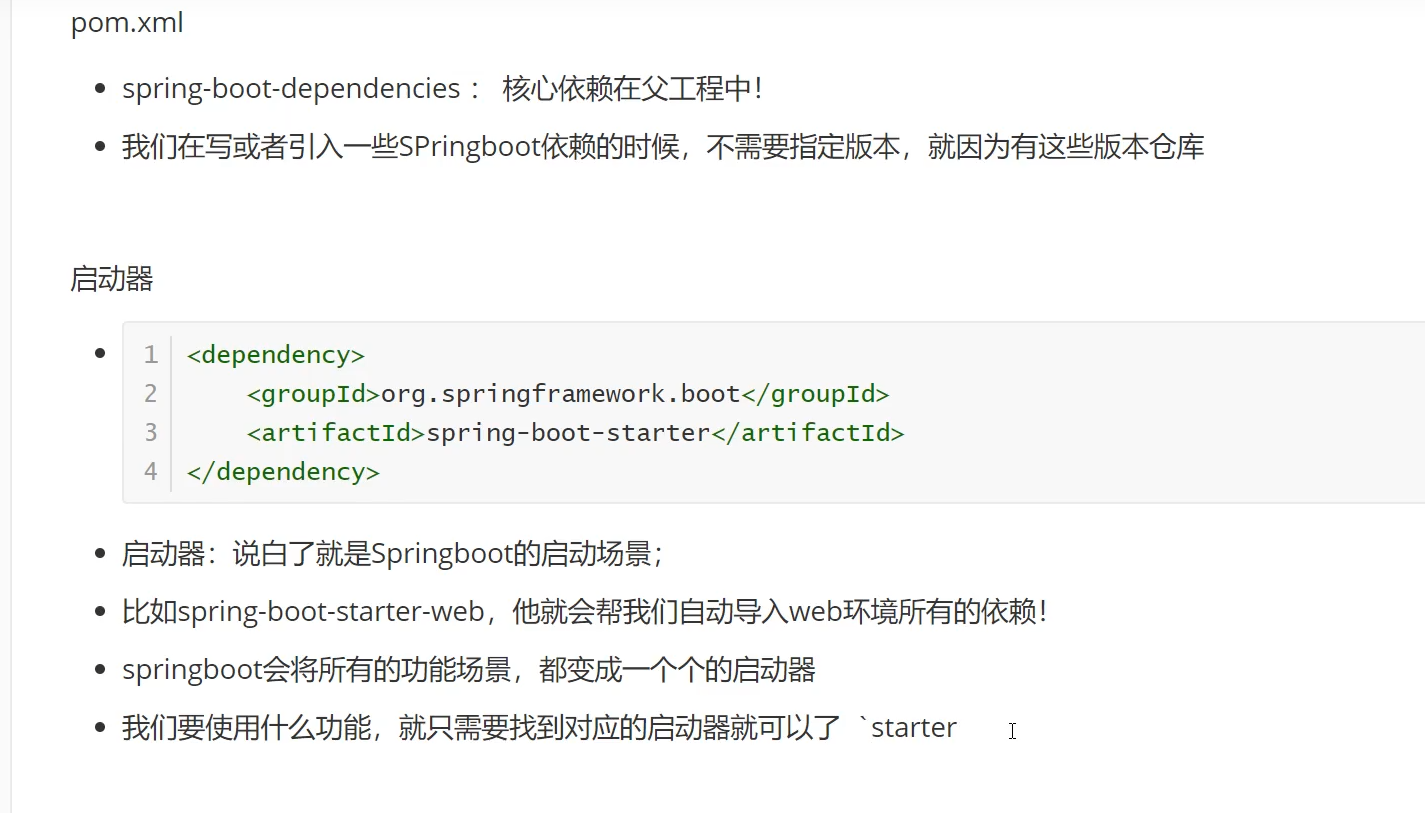 pom.xml
spring-boot-dependencies： 核心依赖在父工程中！
我们在写或者引入一些SPringboot依赖的时候，不需要指定版本，就因为有这些版本仓库
启动器
1 <dependency>
2     <groupId>org.springframework.boot</groupId>
3     <artifactId>spring-boot-starter</artifactId>
4 </dependency>
启动器：说白了就是Springboot的启动场景；
比如spring-boot-starter-web，他就会帮我们自动导入web环境所有的依赖！
springboot会将所有的功能场景，都变成一个个的启动器
我们要使用什么功能，就只需要找到对应的启动器就可以了 `starter